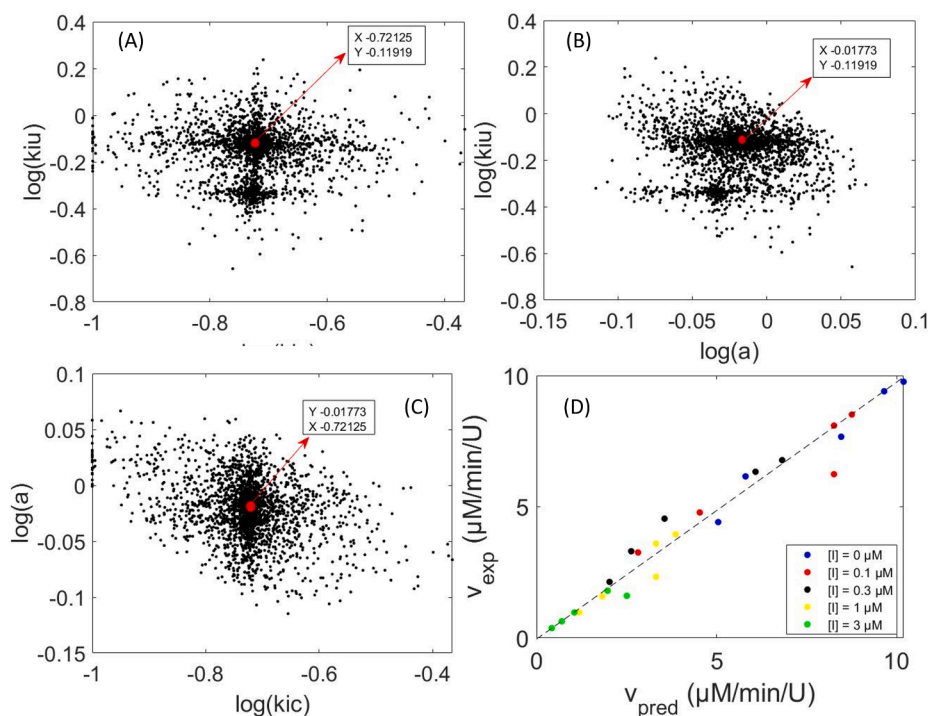 (A)
X -0.72125
Y -0.11919
log(kiu)
0.4
0.2
0
-0.2
-0.4
-0.6
-0.8
-1
-0.8
-0.6
-0.4
(B)
X -0.01773
Y -0.11919
log(kiu)
0.4
0.2
0
-0.2
-0.4
-0.6
-0.8
-0.15
-0.1
-0.05
0
0.05
0.1
log(a)
(C)
Y -0.01773
X -0.72125
log(a)
0.1
0.05
0
-0.05
-0.1
-0.15
-1
-0.8
-0.6
-0.4
log(kic)
(D)
v_exp (µM/min/U)
10
5
0
[I] = 0 µM
[I] = 0.1 µM
[I] = 0.3 µM
[I] = 1 µM
[I] = 3 µM
0
5
10
v_pred (µM/min/U)